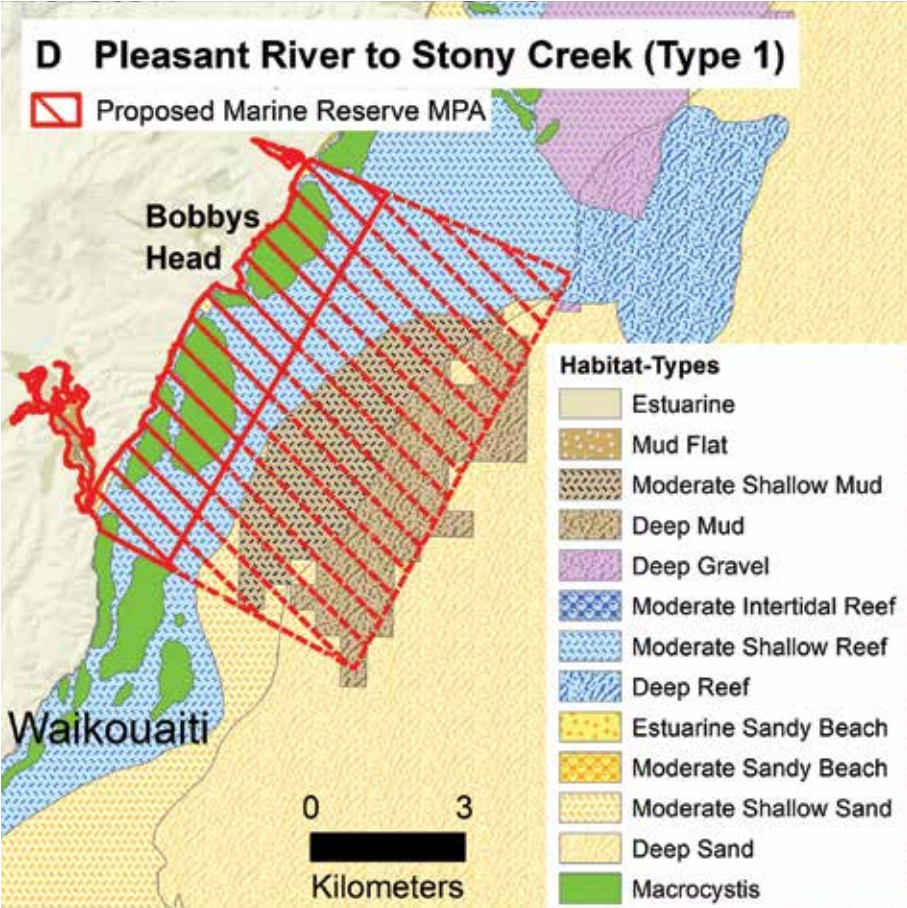 D Pleasant River to Stony Creek (Type 1)
Proposed Marine Reserve MPA
Bobbys
Head
Habitat-Types
Estuarine
Mud Flat
Moderate Shallow Mud
Deep Mud
Deep Gravel
Moderate Intertidal Reef
Moderate Shallow Reef
Deep Reef
Estuarine Sandy Beach
Moderate Sandy Beach
Moderate Shallow Sand
Deep Sand
Macrocystis
Waikouaiti
0 3
Kilometers